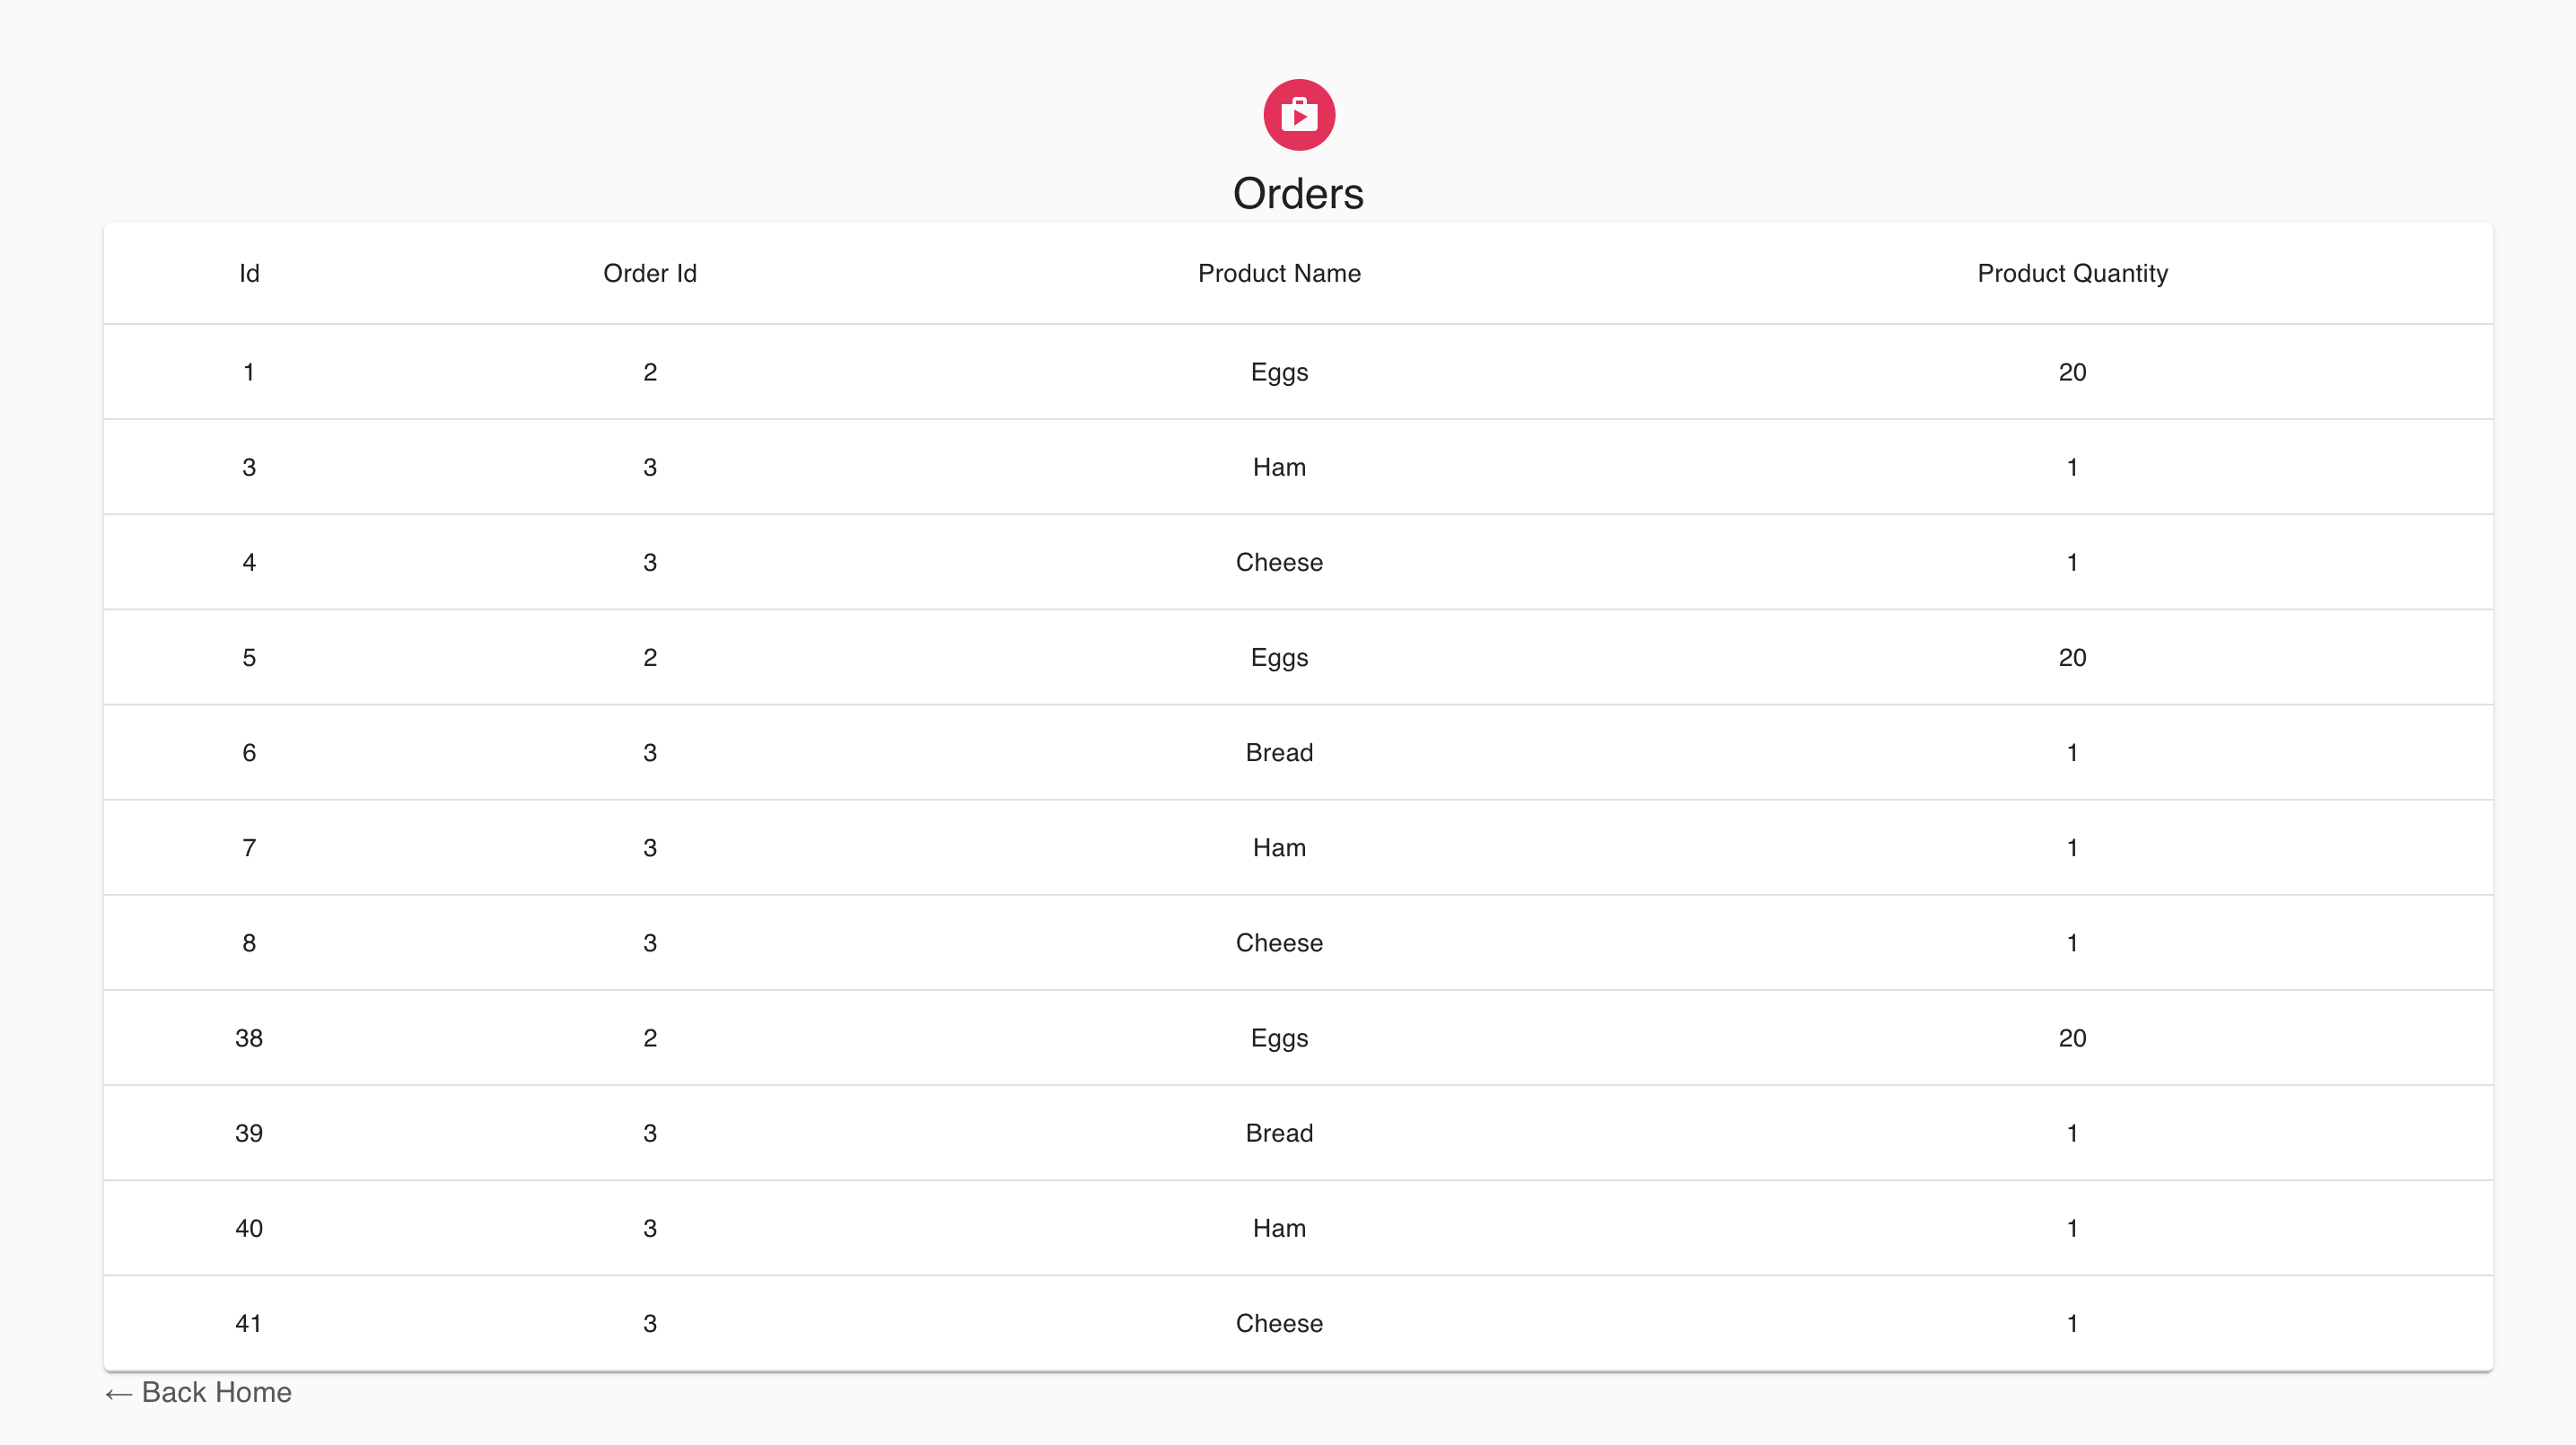 Orders
Id Order Id Product Name Product Quantity
1 2 Eggs 20
3 3 Ham 1
4 3 Cheese 1
5 2 Eggs 20
6 3 Bread 1
7 3 Ham 1
8 3 Cheese 1
38 2 Eggs 20
39 3 Bread 1
40 3 Ham 1
41 3 Cheese 1
← Back Home